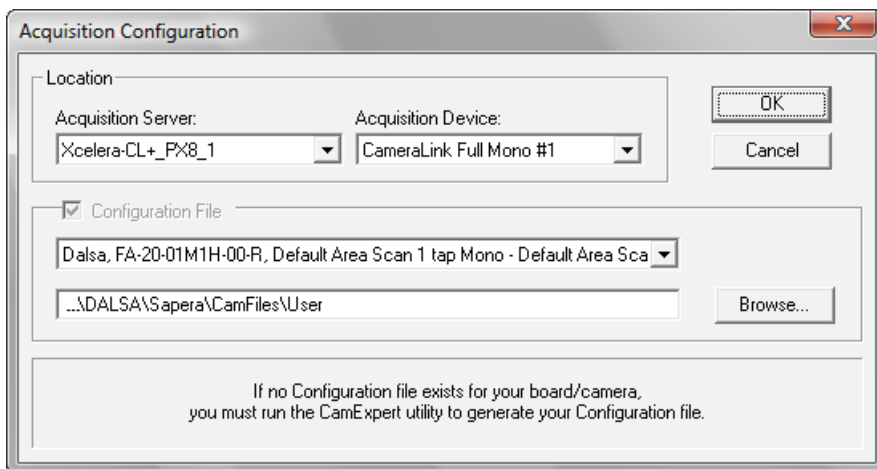 Acquisition Configuration
Location
Acquisition Server:
Acquisition Device:
Xcelera-CL+_PX8_1
CameraLink Full Mono #1
OK
Cancel
Configuration File
Dalsa, FA-20-01M1H-00-R, Default Area Scan 1 tap Mono - Default Area Sca
...\DALSA\Sapera\CamFiles\User
Browse...
If no Configuration file exists for your board/camera,
you must run the CamExpert utility to generate your Configuration file.